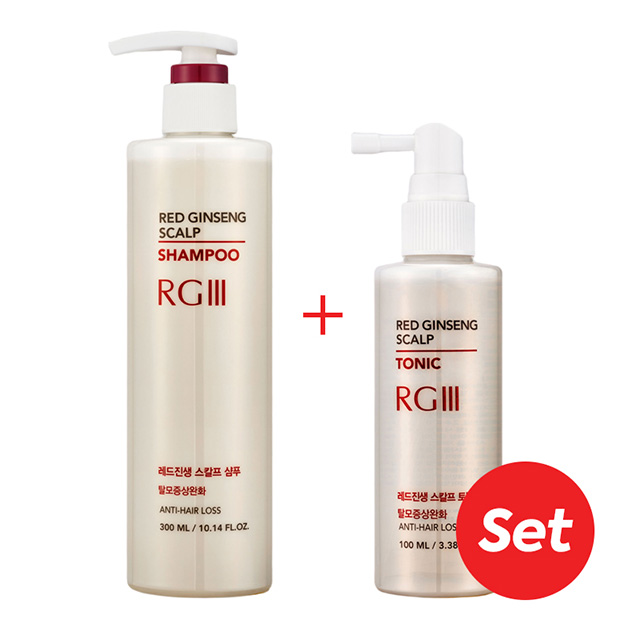 RED GINSENG
SCALP
SHAMPOO
RGIII
레드진생 스칼프 샴푸
탈모증상완화
ANTI-HAIR LOSS
300 ML / 10.14 FL.OZ.
+
RED GINSENG
SCALP
TONIC
RGIII
레드진생 스칼프
탈모증상완화
ANTI-HAIR
100 ML / 3.38
Set